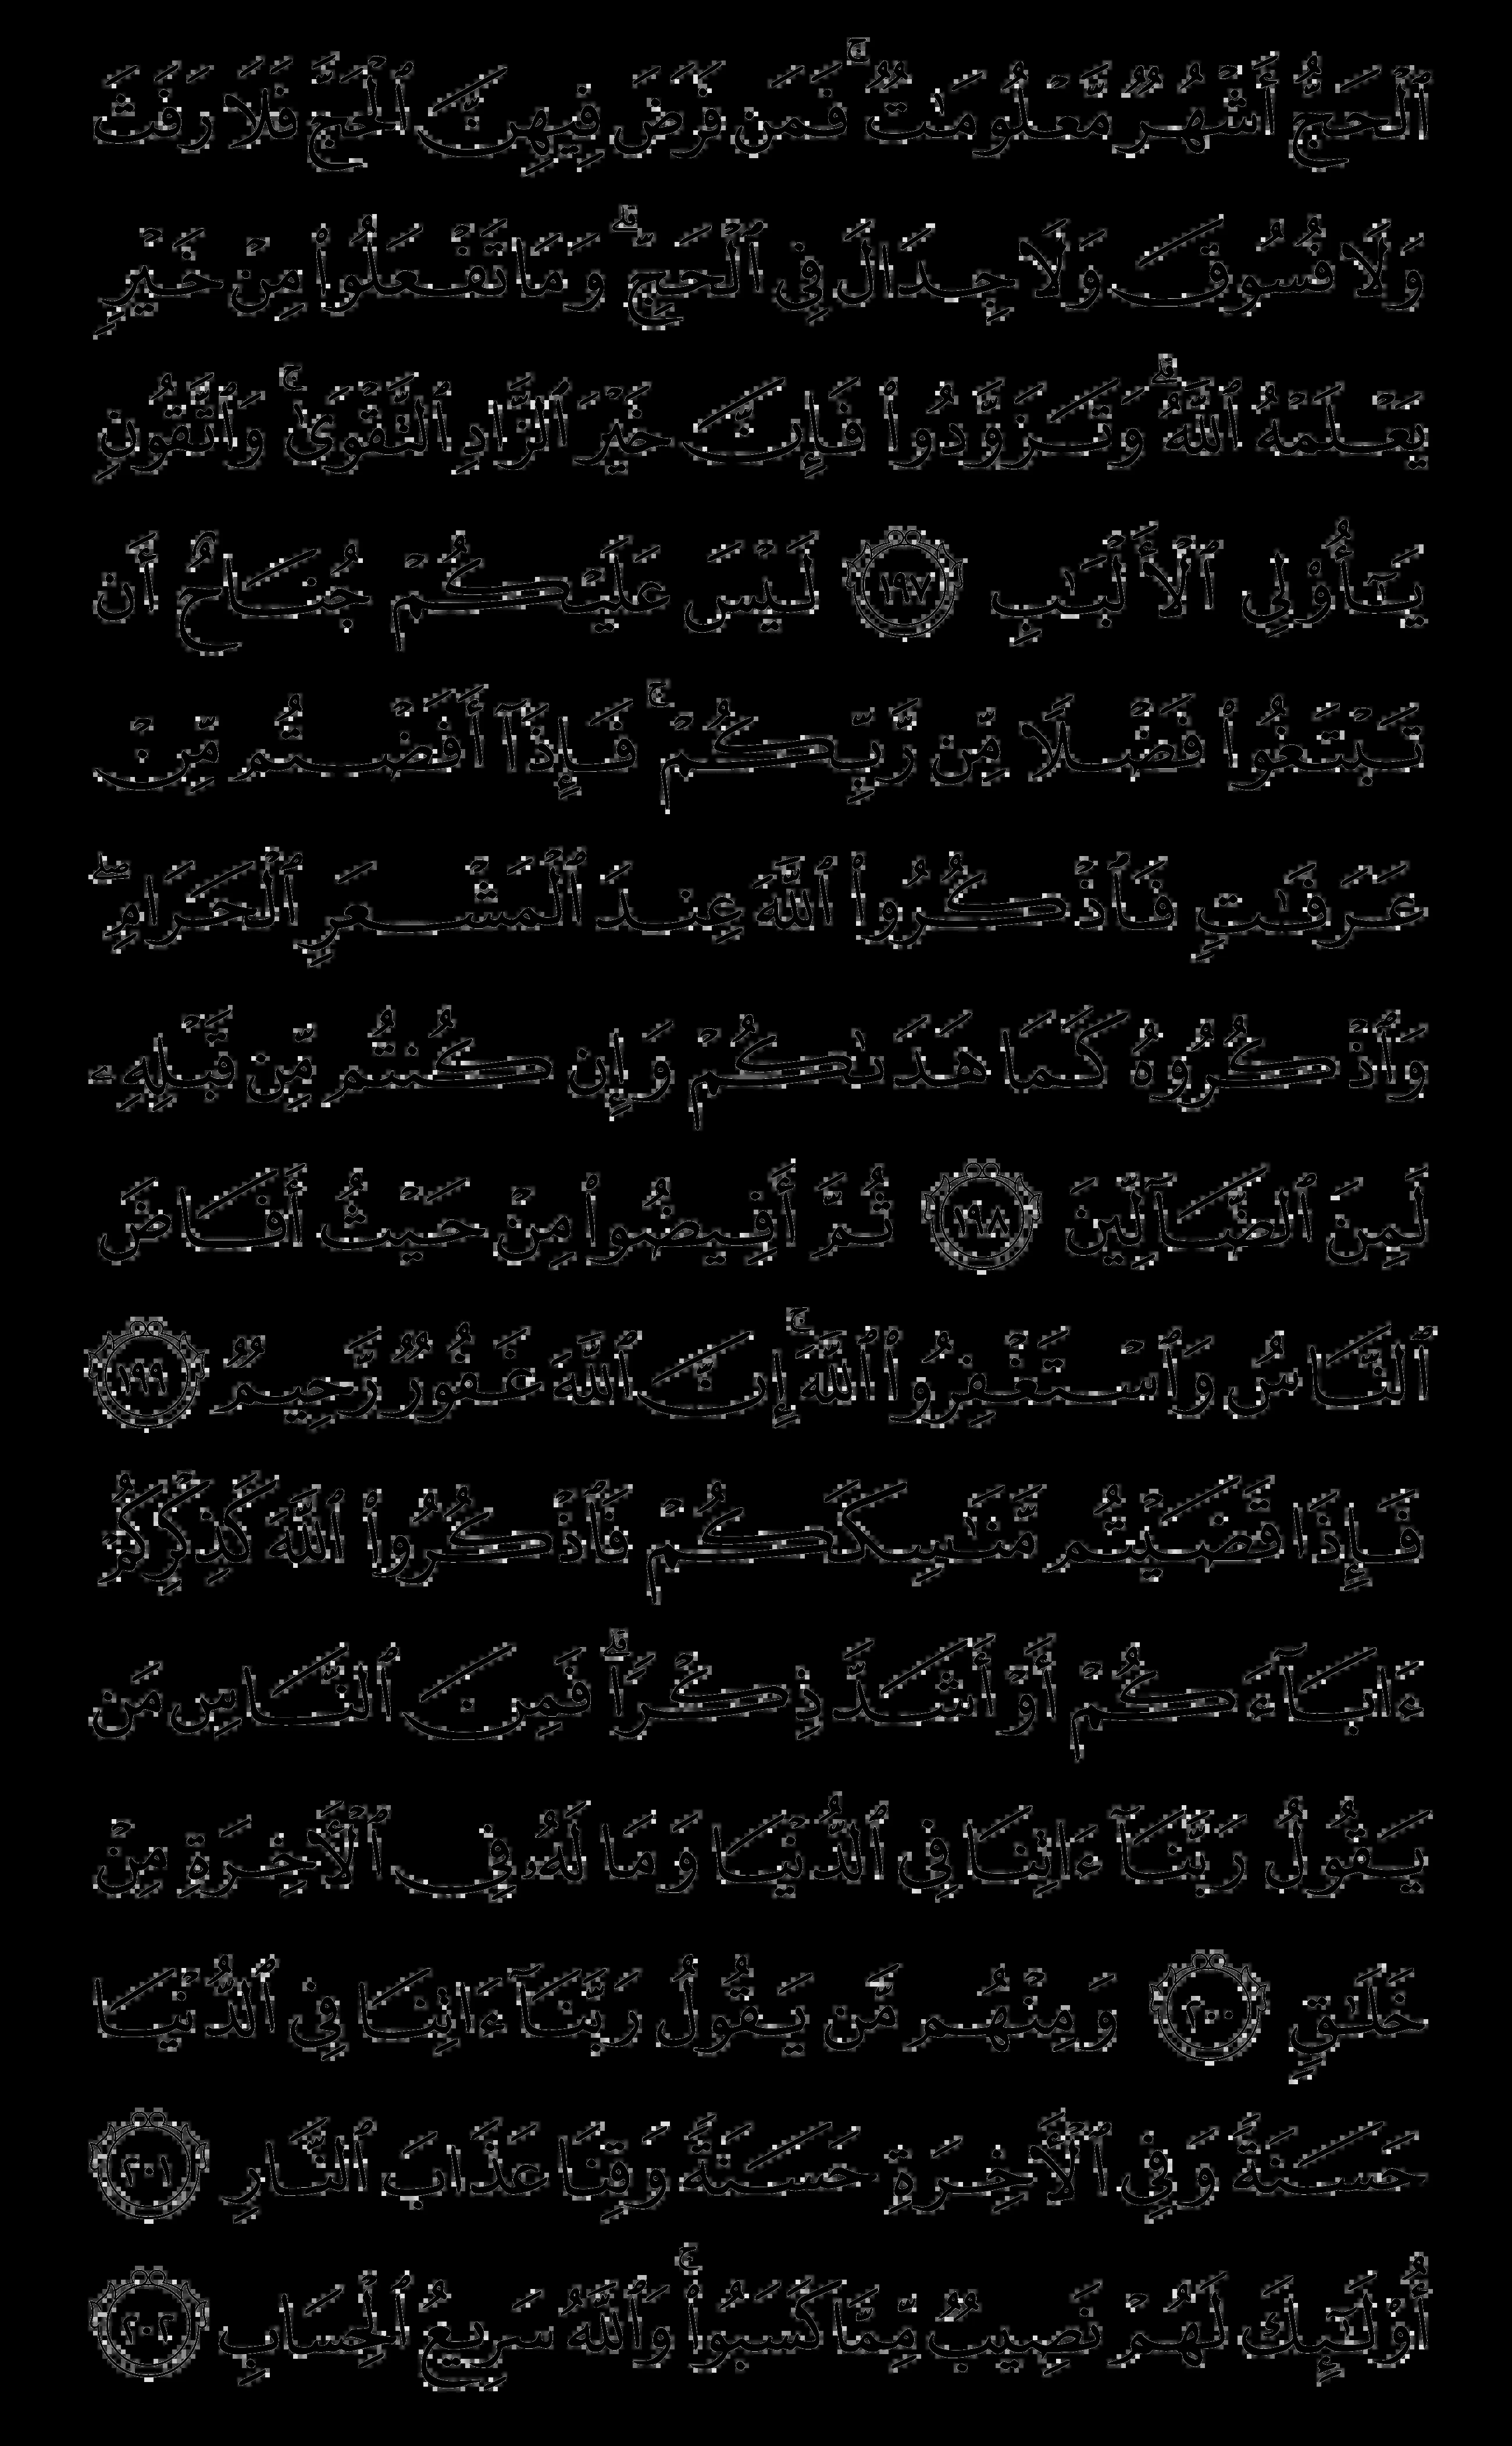 ٱلْحَجُّ أَشْهُرٌ مَّعْلُومَـٰتٌ ۚ فَمَن فَرَضَ فِيهِنَّ ٱلْحَجَّ فَلَا رَفَثَ
وَلَا فُسُوقَ وَلَا جِدَالَ فِى ٱلْحَجِّ ۗ وَمَا تَفْعَلُوا۟ مِنْ خَيْرٍ
يَعْلَمْهُ ٱللَّهُ ۗ وَتَزَوَّدُوا۟ فَإِنَّ خَيْرَ ٱلزَّادِ ٱلتَّقْوَىٰ ۚ وَٱتَّقُونِ
يَـٰٓأُو۟لِى ٱلْأَلْبَـٰبِ ١٩٧ لَيْسَ عَلَيْكُمْ جُنَاحٌ أَن
تَبْتَغُوا۟ فَضْلًا مِّن رَّبِّكُمْ ۚ فَإِذَآ أَفَضْتُم مِّنْ
عَرَفَـٰتٍ فَٱذْكُرُوا۟ ٱللَّهَ عِندَ ٱلْمَشْعَرِ ٱلْحَرَامِ ۖ
وَٱذْكُرُوهُ كَمَا هَدَىٰكُمْ وَإِن كُنتُم مِّن قَبْلِهِۦ
لَمِنَ ٱلضَّآلِّينَ ١٩٨ ثُمَّ أَفِيضُوا۟ مِنْ حَيْثُ أَفَاضَ
ٱلنَّاسُ وَٱسْتَغْفِرُوا۟ ٱللَّهَ ۚ إِنَّ ٱللَّهَ غَفُورٌ رَّحِيمٌ ١٩٩
فَإِذَا قَضَيْتُم مَّنَـٰسِكَكُمْ فَٱذْكُرُوا۟ ٱللَّهَ كَذِكْرِكُمْ
ءَابَآءَكُمْ أَوْ أَشَدَّ ذِكْرًا ۗ فَمِنَ ٱلنَّاسِ مَن
يَقُولُ رَبَّنَآ ءَاتِنَا فِى ٱلدُّنْيَا وَمَا لَهُۥ فِى ٱلْـَٔاخِرَةِ مِنْ
خَلَـٰقٍ ٢٠٠ وَمِنْهُم مَّن يَقُولُ رَبَّنَآ ءَاتِنَا فِى ٱلدُّنْيَا
حَسَنَةً وَفِى ٱلْـَٔاخِرَةِ حَسَنَةً وَقِنَا عَذَابَ ٱلنَّارِ ٢٠١
أُو۟لَـٰٓئِكَ لَهُمْ نَصِيبٌ مِّمَّا كَسَبُوا۟ ۚ وَٱللَّهُ سَرِيعُ ٱلْحِسَابِ ٢٠٢